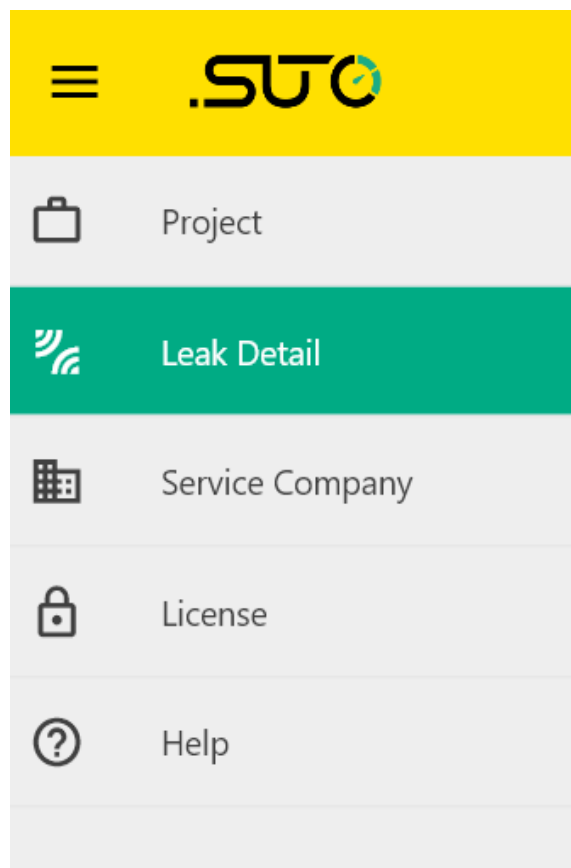 .SUTO
Project
Leak Detail
Service Company
License
Help